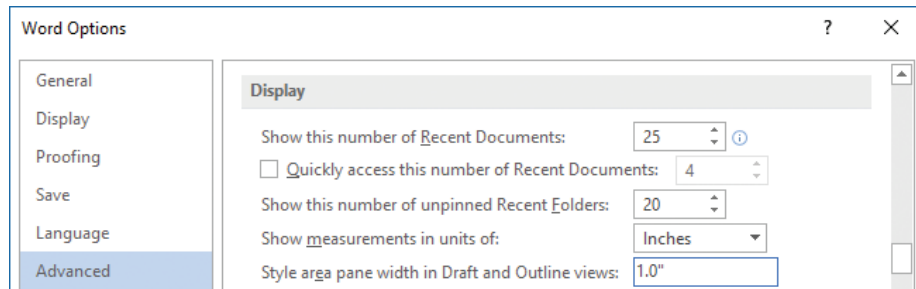 Word Options ?
General
Display
Proofing
Save
Language
Advanced
Display
Show this number of Recent Documents: 25
Quickly access this number of Recent Documents: 4
Show this number of unpinned Recent Folders: 20
Show measurements in units of: Inches
Style area pane width in Draft and Outline views: 1.0"